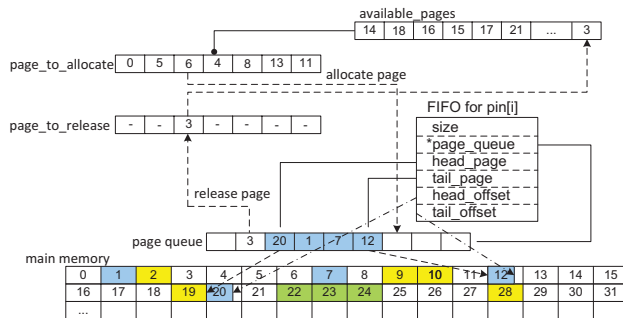 available_pages
14 18 16 15 17 21 ... 3
page_to_allocate 0 5 6 4 8 13 11
allocate page
page_to_release - - 3 - - - -
FIFO for pin[i]
size
*page_queue
head_page
tail_page
head_offset
tail_offset
release page
page queue 3 20 1 7 12
main memory
0 1 2 3 4 5 6 7 8 9 10 11 12 13 14 15
16 17 18 19 20 21 22 23 24 25 26 27 28 29 30 31
...